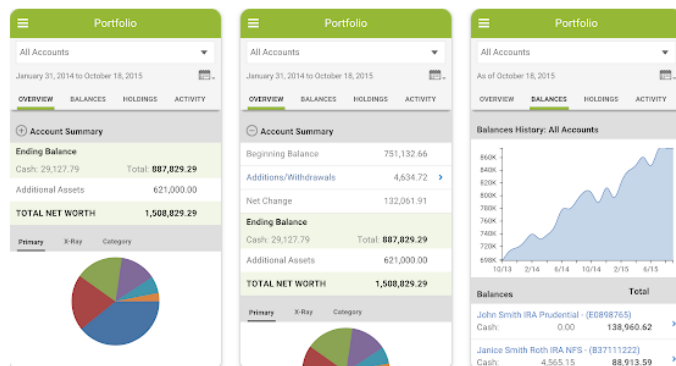 Portfolio
All Accounts
January 31, 2014 to October 18, 2015
OVERVIEW BALANCES HOLDINGS ACTIVITY
Account Summary
Ending Balance
Cash: 29,127.79 Total: 887,829.29
Additional Assets 621,000.00
TOTAL NET WORTH 1,508,829.29
Primary X-Ray Category
Portfolio
All Accounts
January 31, 2014 to October 18, 2015
OVERVIEW BALANCES HOLDINGS ACTIVITY
Account Summary
Beginning Balance 751,132.66
Additions/Withdrawals 4,634.72
Net Change 132,061.91
Ending Balance
Cash: 29,127.79 Total: 887,829.29
Additional Assets 621,000.00
TOTAL NET WORTH 1,508,829.29
Primary X-Ray Category
Portfolio
All Accounts
As of October 18, 2015
OVERVIEW BALANCES HOLDINGS ACTIVITY
Balances History: All Accounts
860K
840K
820K
800K
780K
760K
740K
720K
698K
10/13 2/14 6/14 10/14 2/15 6/15
Balances Total
John Smith IRA Prudential - (E0898765)
Cash: 0.00 138,960.62
Janice Smith Roth IRA NFS - (B37111222)
Cash: 4,565.15 88,913.59